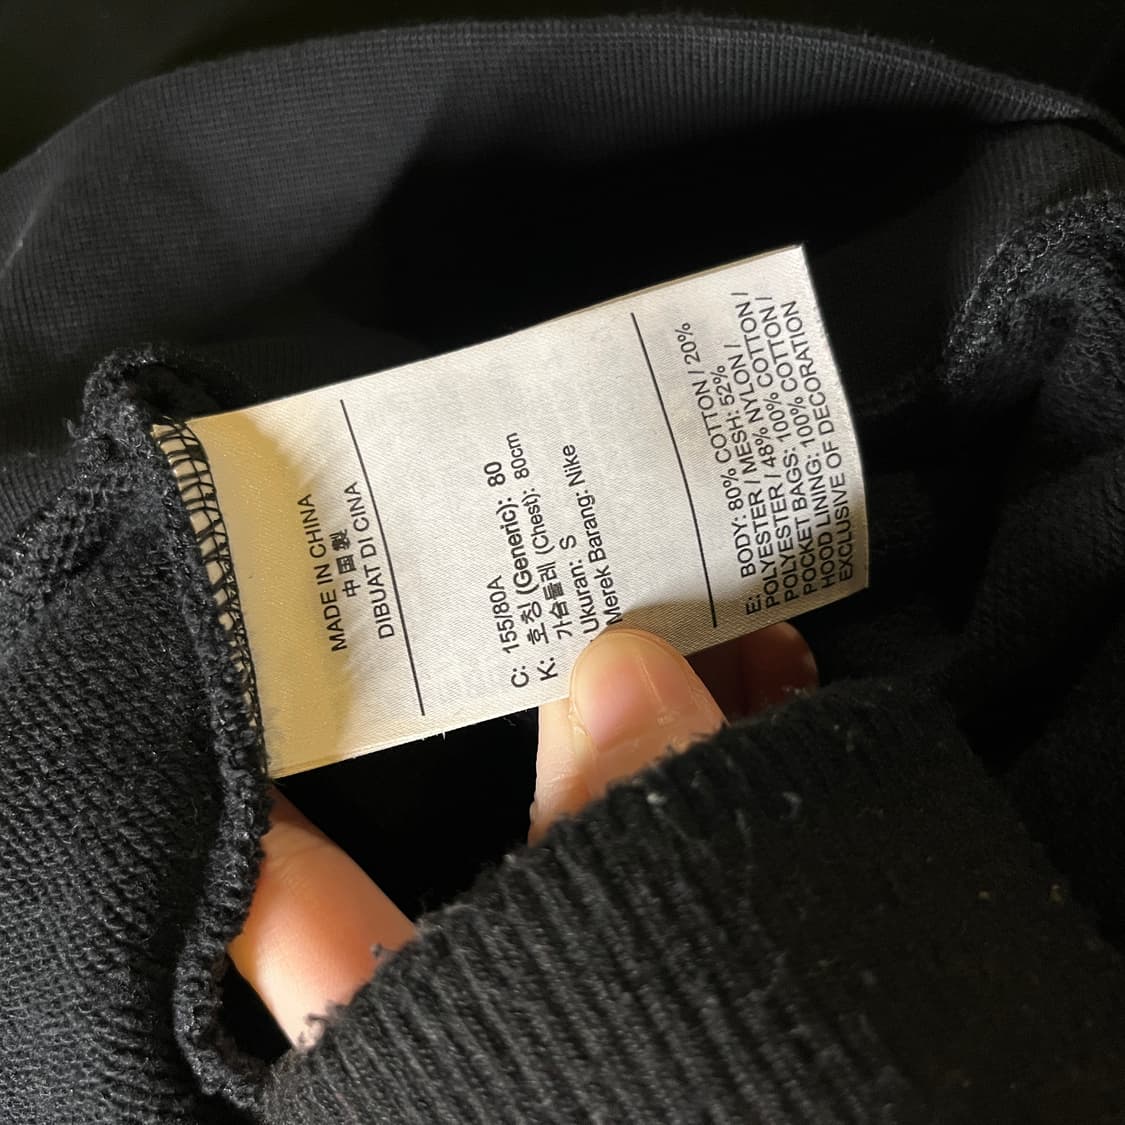 MADE IN CHINA
中国製
DIBUAT DI CINA
C: 155/80A
K: 호칭 (Generic): 80
가슴둘레 (Chest): 80cm
Ukuran: S
Merek Barang: Nike
E: BODY: 80% COTTON / 20%
POLYESTER / MESH: 52%
POLYESTER / 48% NYLON /
POCKET BAGS: 100% COTTON /
HOOD LINING: 100% COTTON /
EXCLUSIVE OF DECORATION